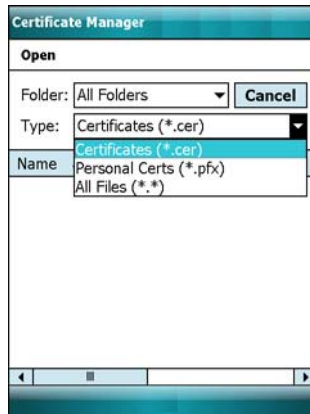 Certificate Manager
Open
Folder: All Folders Cancel
Type: Certificates (*.cer)
Certificates (*.cer)
Name
Personal Certs (*.pfx)
All Files (*.*)